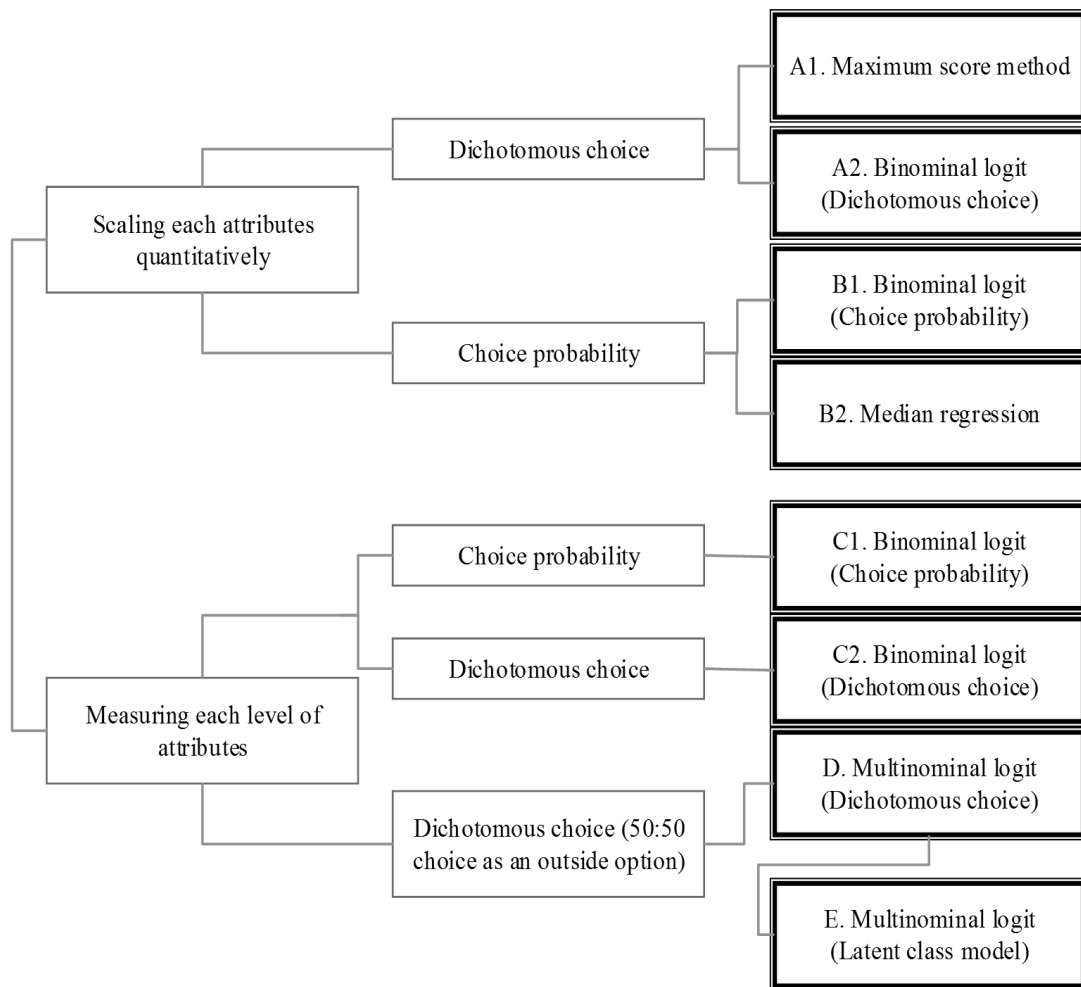 A1. Maximum score method
Dichotomous choice
A2. Binominal logit
(Dichotomous choice)
Scaling each attributes
quantitatively
B1. Binominal logit
(Choice probability)
Choice probability
B2. Median regression
Choice probability
C1. Binominal logit
(Choice probability)
Dichotomous choice
C2. Binominal logit
(Dichotomous choice)
Measuring each level of
attributes
D. Multinominal logit
(Dichotomous choice)
Dichotomous choice (50:50
choice as an outside option)
E. Multinominal logit
(Latent class model)